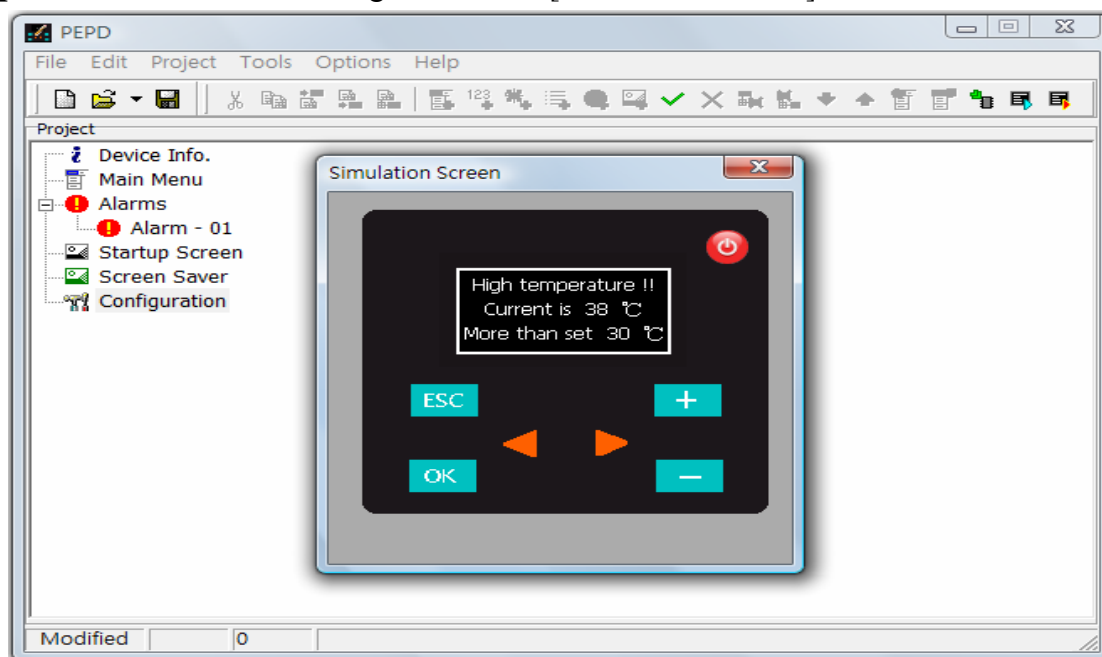 PEPD
File Edit Project Tools Options Help
123
Project
Device Info.
Main Menu
Alarms
Alarm - 01
Startup Screen
Screen Saver
Configuration
Simulation Screen
High temperature !!
Current is 38 ℃
More than set 30 ℃
ESC +
OK −
Modified 0